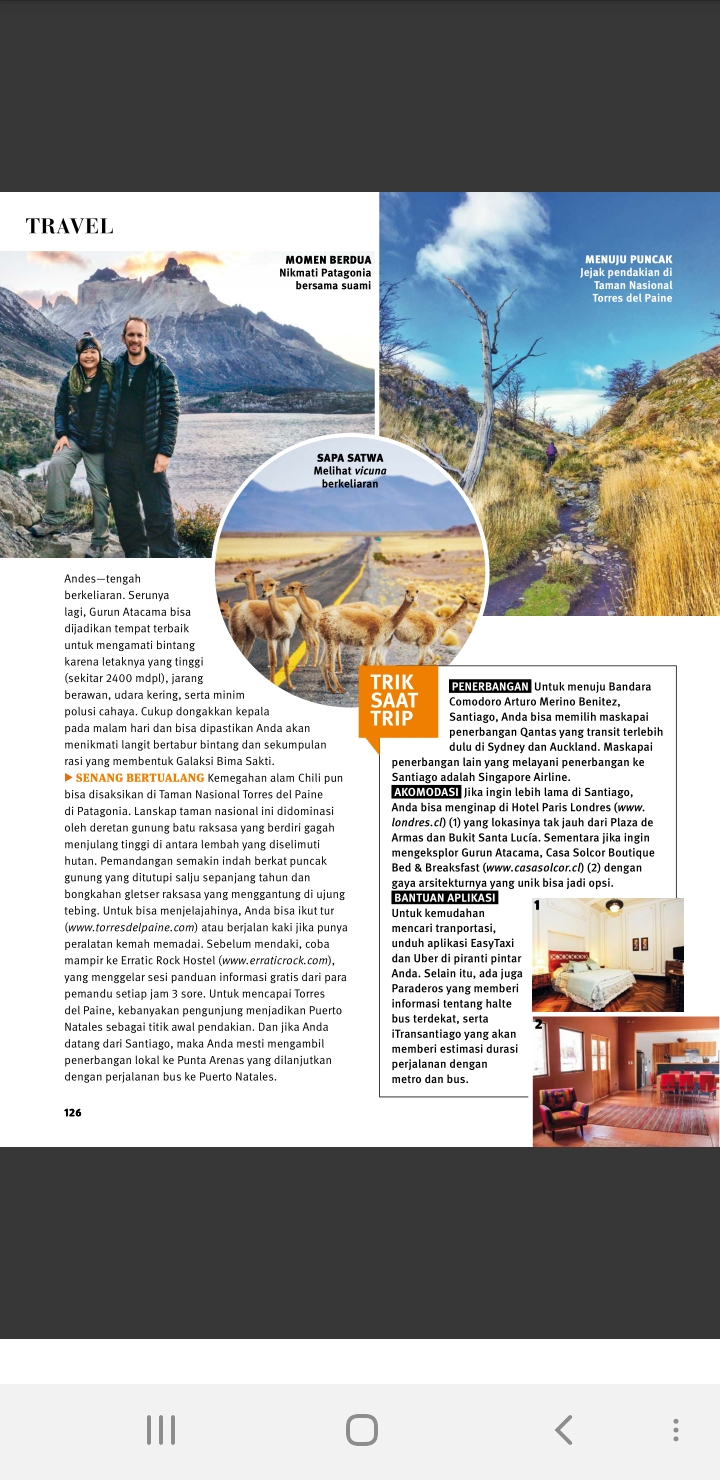 TRAVEL
MOMEN BERDUA
Nikmati Patagonia
bersama suami
MENUJU PUNCAK
Jejak pendakian di
Taman Nasional
Torres del Paine
SAPA SATWA
Melihat vicuna
berkeliaran
Andes—tengah
berkeliaran. Serunya
lagi, Gurun Atacama bisa
dijadikan tempat terbaik
untuk mengamati bintang
karena letaknya yang tinggi
(sekitar 2400 mdpl), jarang
berawan, udara kering, serta minim
polusi cahaya. Cukup dongakkan kepala
pada malam hari dan bisa dipastikan Anda akan
menikmati langit bertabur bintang dan sekumpulan
rasi yang membentuk Galaksi Bima Sakti.
▶ SENANG BERTUALANG Kemegahan alam Chili pun
bisa disaksikan di Taman Nasional Torres del Paine
di Patagonia. Lanskap taman nasional ini didominasi
oleh deretan gunung batu raksasa yang berdiri gagah
menjulang tinggi di antara lembah yang diselimuti
hutan. Pemandangan semakin indah berkat puncak
gunung yang ditutupi salju sepanjang tahun dan
bongkahan gletser raksasa yang menggantung di ujung
tebing. Untuk bisa menjelajahinya, Anda bisa ikut tur
(www.torresdelpaine.com) atau berjalan kaki jika punya
peralatan kemah memadai. Sebelum mendaki, coba
mampir ke Erratic Rock Hostel (www.erraticrock.com),
yang menggelar sesi panduan informasi gratis dari para
pemandu setiap jam 3 sore. Untuk mencapai Torres
del Paine, kebanyakan pengunjung menjadikan Puerto
Natales sebagai titik awal pendakian. Dan jika Anda
datang dari Santiago, maka Anda mesti mengambil
penerbangan lokal ke Punta Arenas yang dilanjutkan
dengan perjalanan bus ke Puerto Natales.
126
TRIK
SAAT
TRIP
PENERBANGAN Untuk menuju Bandara
Comodoro Arturo Merino Benitez,
Santiago, Anda bisa memilih maskapai
penerbangan Qantas yang transit terlebih
dulu di Sydney dan Auckland. Maskapai
penerbangan lain yang melayani penerbangan ke
Santiago adalah Singapore Airline.
AKOMODASI Jika ingin lebih lama di Santiago,
Anda bisa menginap di Hotel Paris Londres (www.
londres.cl) (1) yang lokasinya tak jauh dari Plaza de
Armas dan Bukit Santa Lucía. Sementara jika ingin
mengeksplor Gurun Atacama, Casa Solcor Boutique
Bed & Breaksfast (www.casasolcor.cl) (2) dengan
gaya arsitekturnya yang unik bisa jadi opsi.
BANTUAN APLIKASI
Untuk kemudahan
mencari tranportasi,
unduh aplikasi EasyTaxi
dan Uber di piranti pintar
Anda. Selain itu, ada juga
Paraderos yang memberi
informasi tentang halte
bus terdekat, serta
iTransantiago yang akan
memberi estimasi durasi
perjalanan dengan
metro dan bus.
1
2